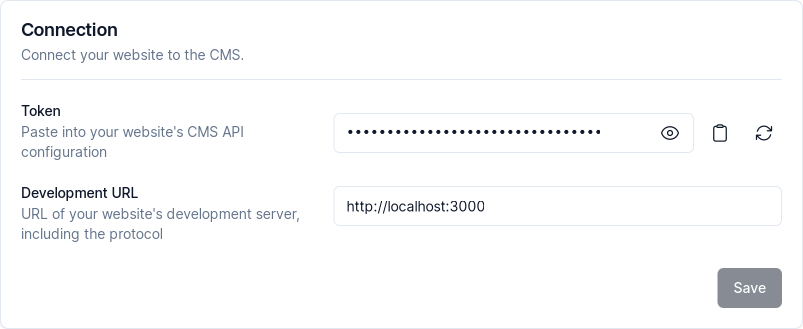 Connection
Connect your website to the CMS.
Token
Paste into your website's CMS API
configuration
••••••••••••••••••••••••••••••••
Development URL
URL of your website's development server,
including the protocol
http://localhost:3000
Save